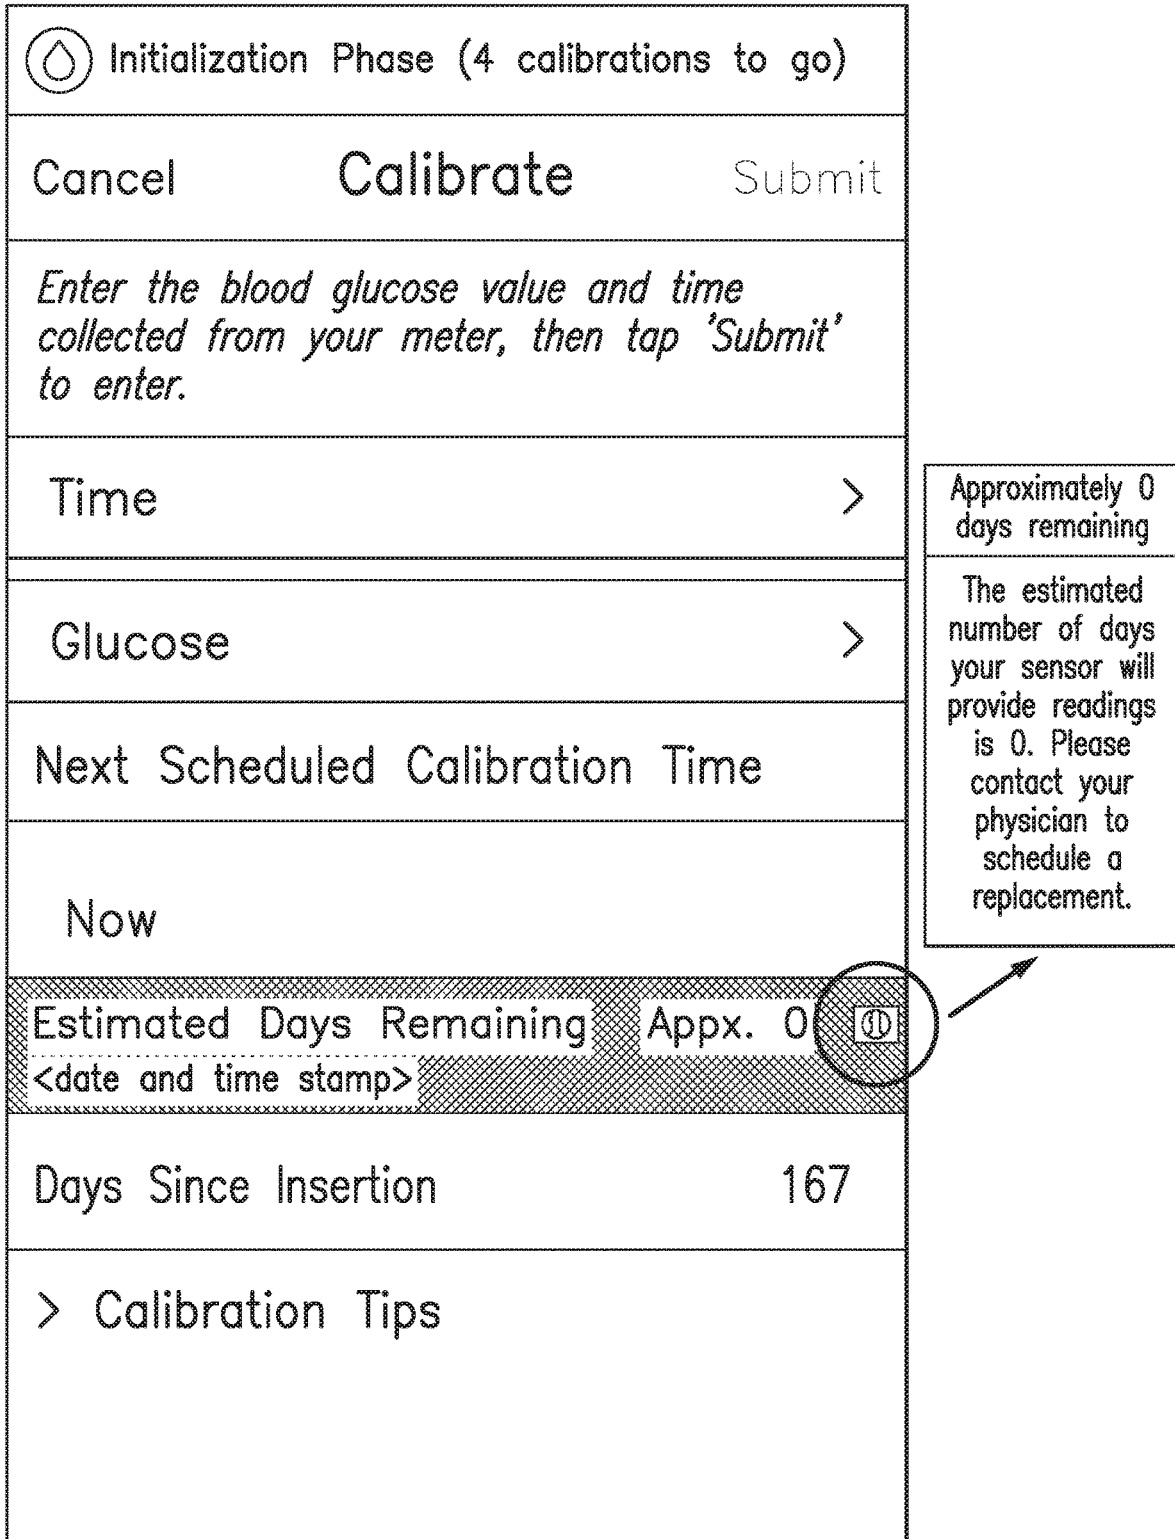 Initialization Phase (4 calibrations to go)
Cancel Calibrate Submit
Enter the blood glucose value and time
collected from your meter, then tap 'Submit'
to enter.
Time >
Glucose >
Next Scheduled Calibration Time
Now
Estimated Days Remaining Appx. 0
<date and time stamp>
Days Since Insertion 167
> Calibration Tips
Approximately 0
days remaining
The estimated
number of days
your sensor will
provide readings
is 0. Please
contact your
physician to
schedule a
replacement.